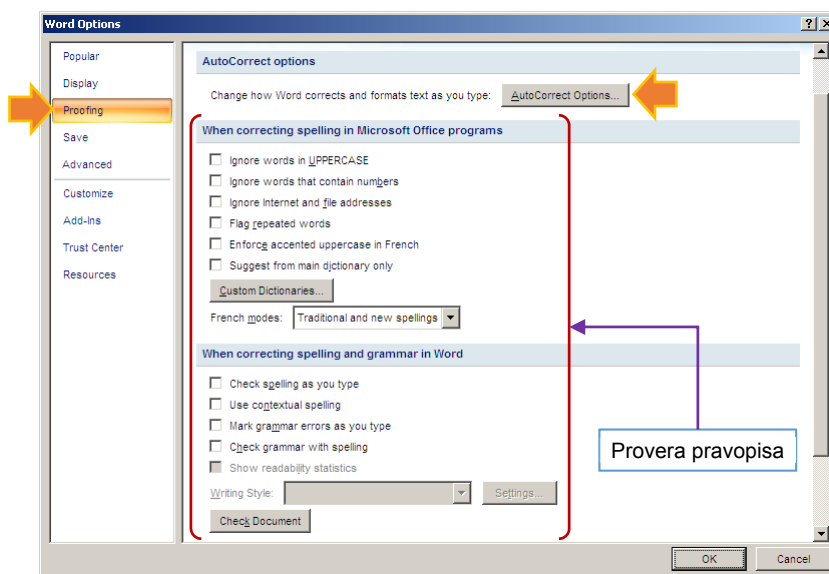 Word Options
Popular
Display
Proofing
Save
Advanced
Customize
Add-Ins
Trust Center
Resources
AutoCorrect options
Change how Word corrects and formats text as you type: AutoCorrect Options...
When correcting spelling in Microsoft Office programs
Ignore words in UPPERCASE
Ignore words that contain numbers
Ignore Internet and file addresses
Flag repeated words
Enforce accented uppercase in French
Suggest from main dictionary only
Custom Dictionaries...
French modes: Traditional and new spellings
When correcting spelling and grammar in Word
Check spelling as you type
Use contextual spelling
Mark grammar errors as you type
Check grammar with spelling
Show readability statistics
Writing Style: Settings...
Check Document
Provera pravopisa
OK Cancel